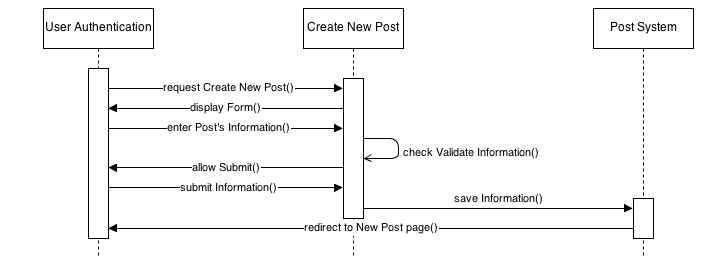 User Authentication
Create New Post
Post System
request Create New Post()
display Form()
enter Post's Information()
check Validate Information()
allow Submit()
submit Information()
save Information()
redirect to New Post page()